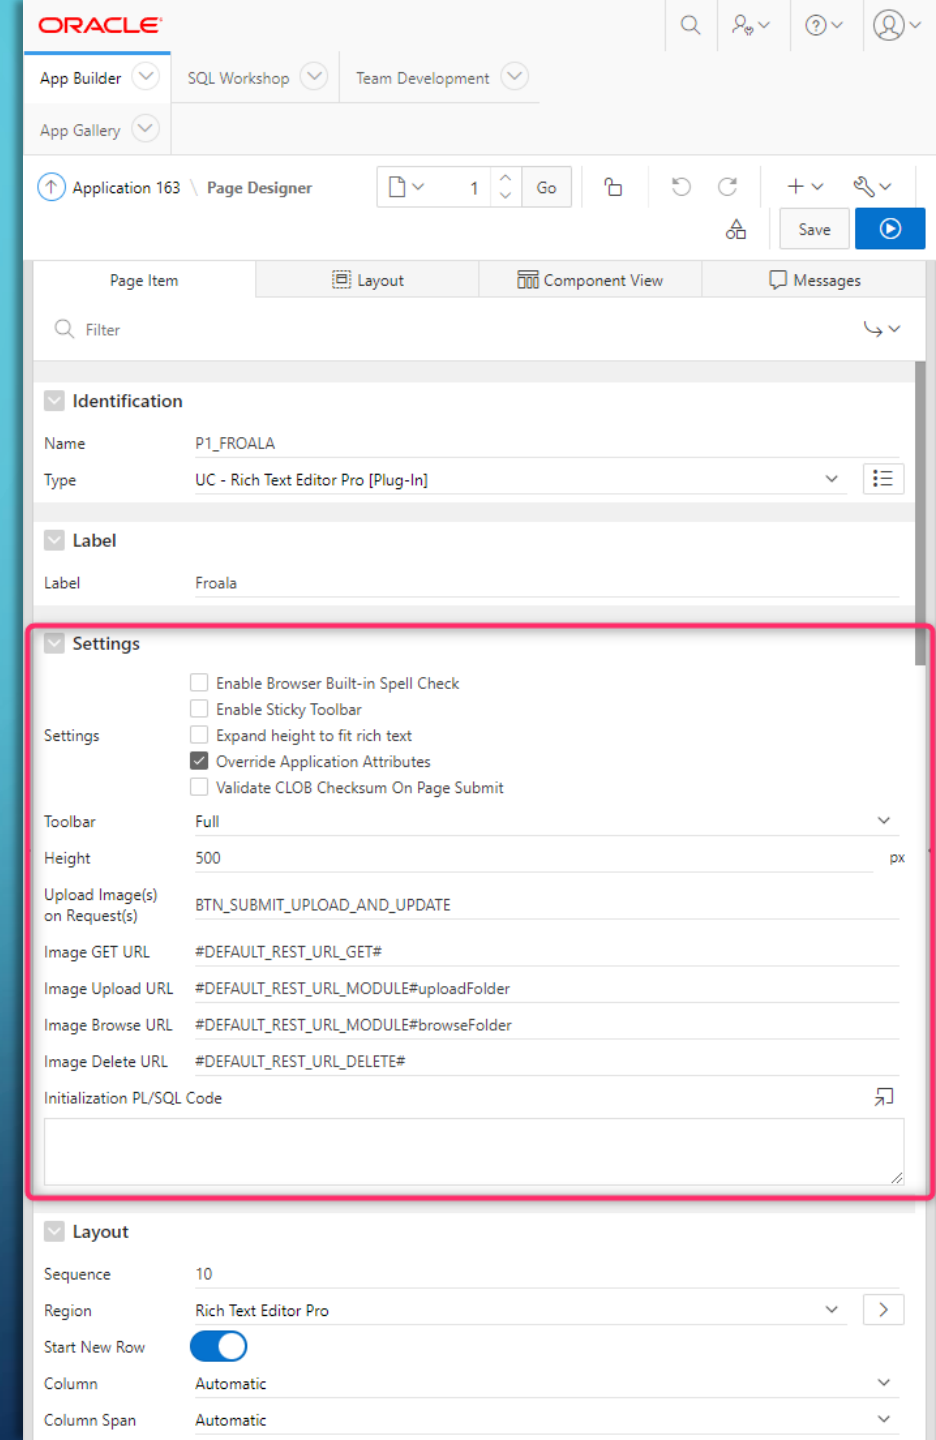 ORACLE
App Builder SQL Workshop Team Development
App Gallery
Application 163 \ Page Designer 1 Go
Save
Page Item Layout Component View Messages
Filter
Identification
Name P1_FROALA
Type UC - Rich Text Editor Pro [Plug-In]
Label
Label Froala
Settings
Enable Browser Built-in Spell Check
Enable Sticky Toolbar
Settings Expand height to fit rich text
Override Application Attributes
Validate CLOB Checksum On Page Submit
Toolbar Full
Height 500 px
Upload Image(s)
on Request(s) BTN_SUBMIT_UPLOAD_AND_UPDATE
Image GET URL #DEFAULT_REST_URL_GET#
Image Upload URL #DEFAULT_REST_URL_MODULE#uploadFolder
Image Browse URL #DEFAULT_REST_URL_MODULE#browseFolder
Image Delete URL #DEFAULT_REST_URL_DELETE#
Initialization PL/SQL Code
Layout
Sequence 10
Region Rich Text Editor Pro
Start New Row
Column Automatic
Column Span Automatic